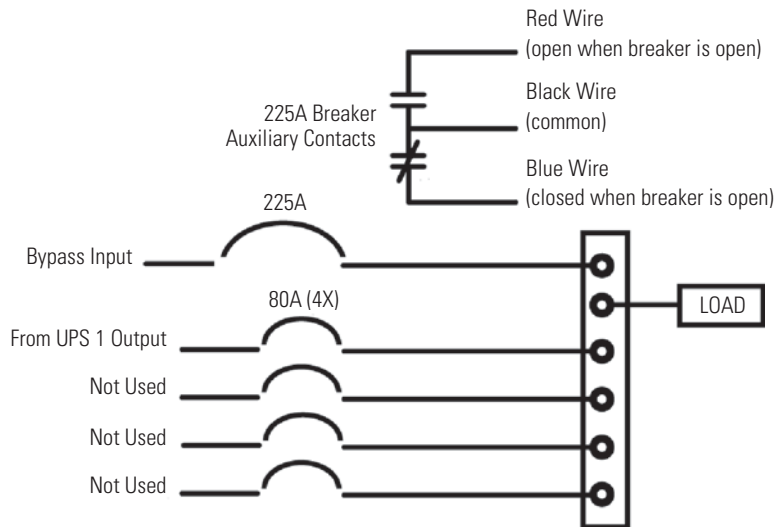 Red Wire
(open when breaker is open)
Black Wire
(common)
225A Breaker
Auxiliary Contacts
Blue Wire
(closed when breaker is open)
225A
Bypass Input
80A (4X)
LOAD
From UPS 1 Output
Not Used
Not Used
Not Used